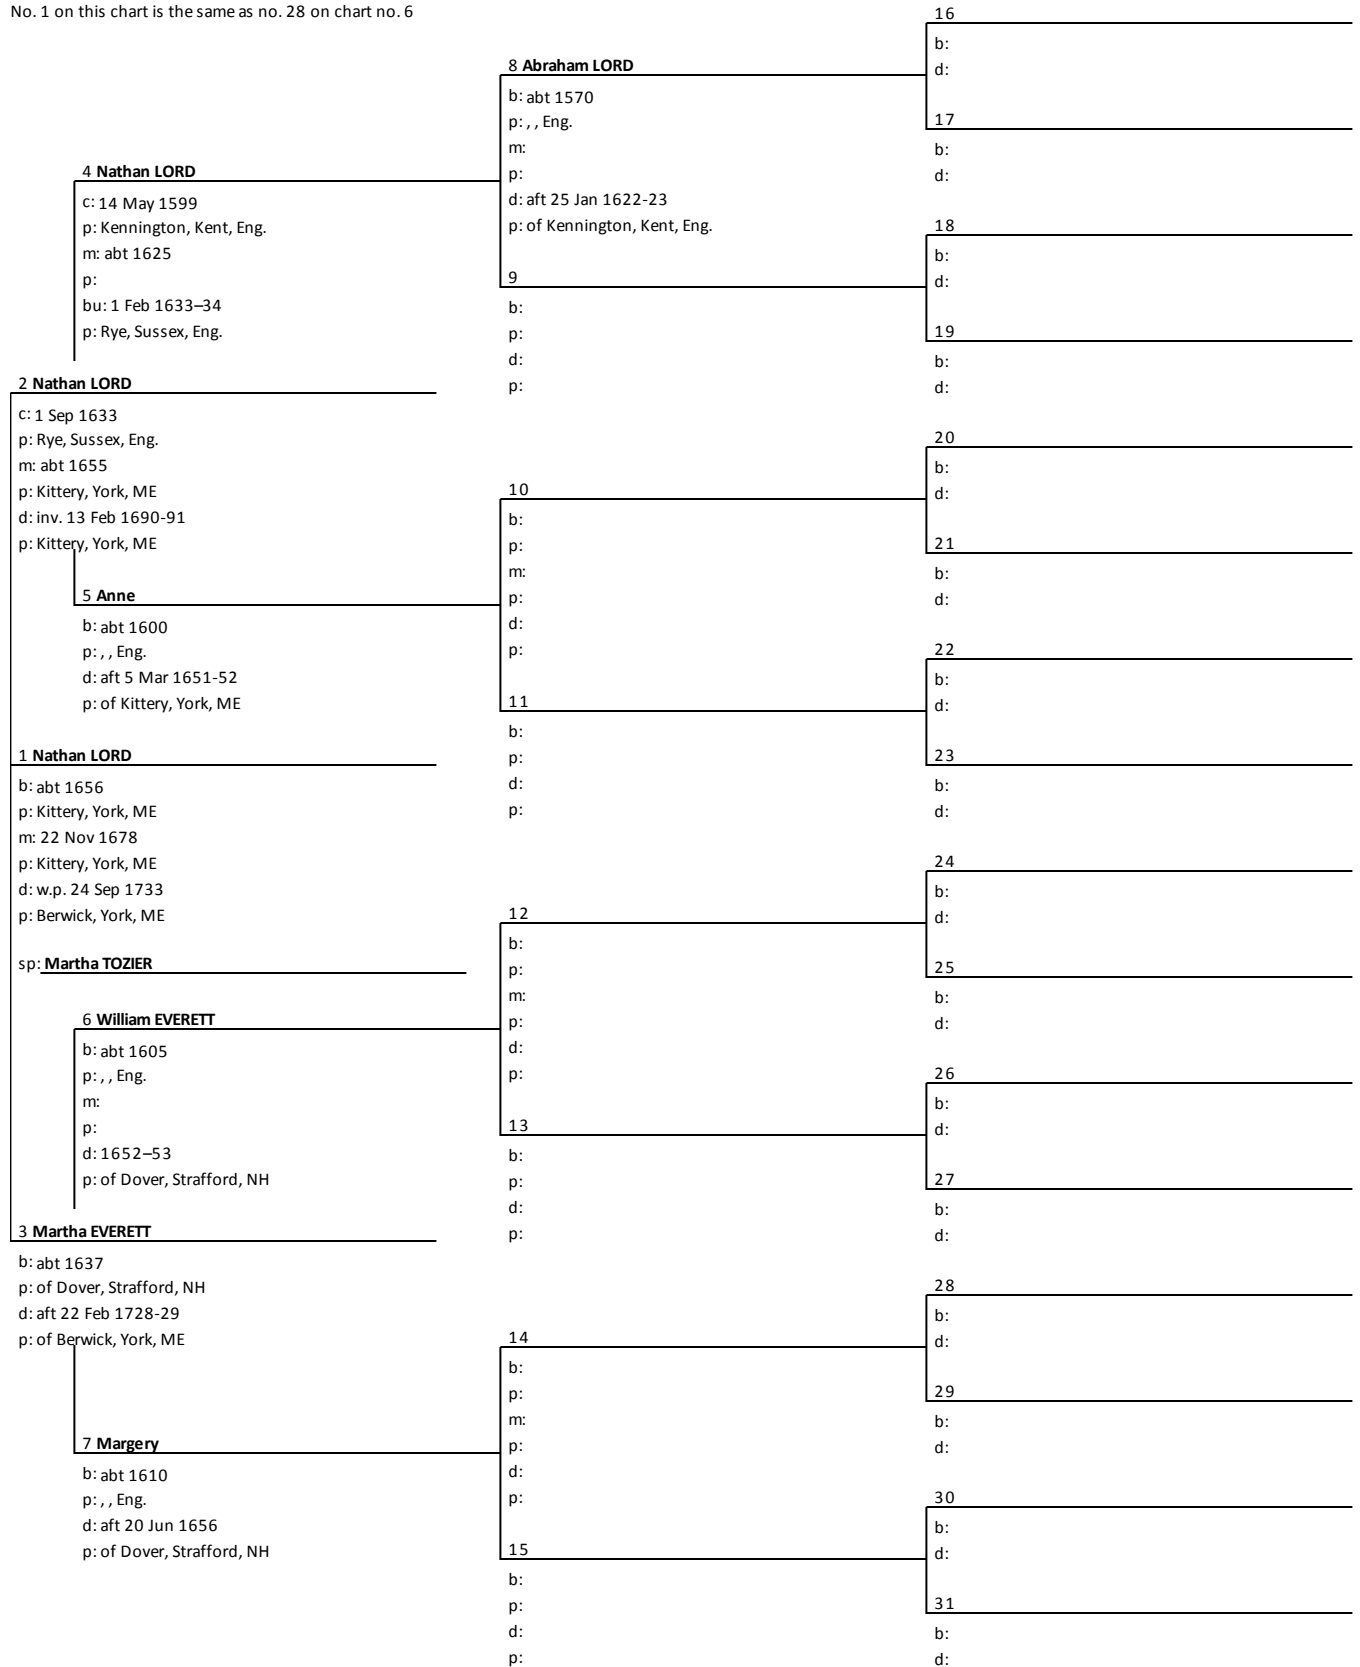 No. 1 on this chart is the same as no. 28 on chart no. 6
4 Nathan LORD
c: 14 May 1599
p: Kennington, Kent, Eng.
m: abt 1625
p:
bu: 1 Feb 1633–34
p: Rye, Sussex, Eng.
2 Nathan LORD
c: 1 Sep 1633
p: Rye, Sussex, Eng.
m: abt 1655
p: Kittery, York, ME
d: inv. 13 Feb 1690-91
p: Kittery, York, ME
5 Anne
b: abt 1600
p: , , Eng.
d: aft 5 Mar 1651-52
p: of Kittery, York, ME
1 Nathan LORD
b: abt 1656
p: Kittery, York, ME
m: 22 Nov 1678
p: Kittery, York, ME
d: w.p. 24 Sep 1733
p: Berwick, York, ME
sp: Martha TOZIER
6 William EVERETT
b: abt 1605
p: , , Eng.
m:
p:
d: 1652–53
p: of Dover, Strafford, NH
3 Martha EVERETT
b: abt 1637
p: of Dover, Strafford, NH
d: aft 22 Feb 1728-29
p: of Berwick, York, ME
7 Margery
b: abt 1610
p: , , Eng.
d: aft 20 Jun 1656
p: of Dover, Strafford, NH
8 Abraham LORD
b: abt 1570
p: , , Eng.
m:
p:
d: aft 25 Jan 1622-23
p: of Kennington, Kent, Eng.
9
b:
p:
d:
p:
10
b:
p:
m:
p:
d:
p:
11
b:
p:
d:
p:
12
b:
p:
m:
p:
d:
p:
13
b:
p:
d:
p:
14
b:
p:
m:
p:
d:
p:
15
b:
p:
d:
p:
16
b:
d:
17
b:
d:
18
b:
d:
19
b:
d:
20
b:
d:
21
b:
d:
22
b:
d:
23
b:
d:
24
b:
d:
25
b:
d:
26
b:
d:
27
b:
d:
28
b:
d:
29
b:
d:
30
b:
d:
31
b:
d: